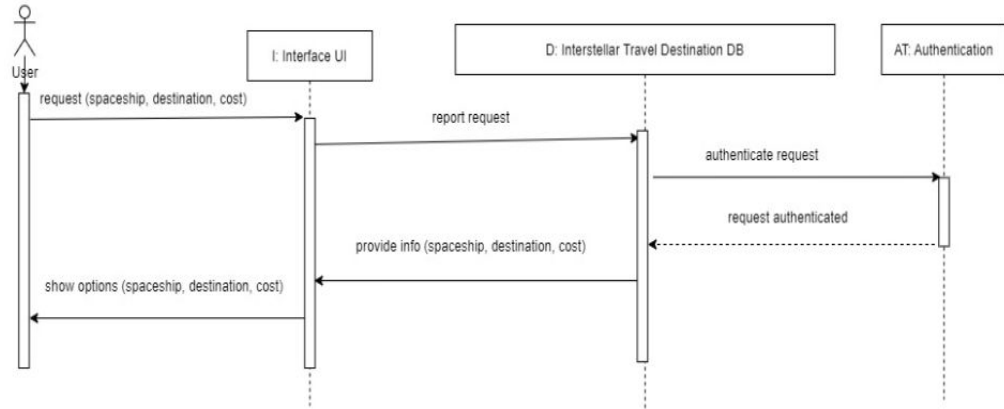 I: Interface UI
D: Interstellar Travel Destination DB
AT: Authentication
User
request (spaceship, destination, cost)
report request
authenticate request
request authenticated
provide info (spaceship, destination, cost)
show options (spaceship, destination, cost)